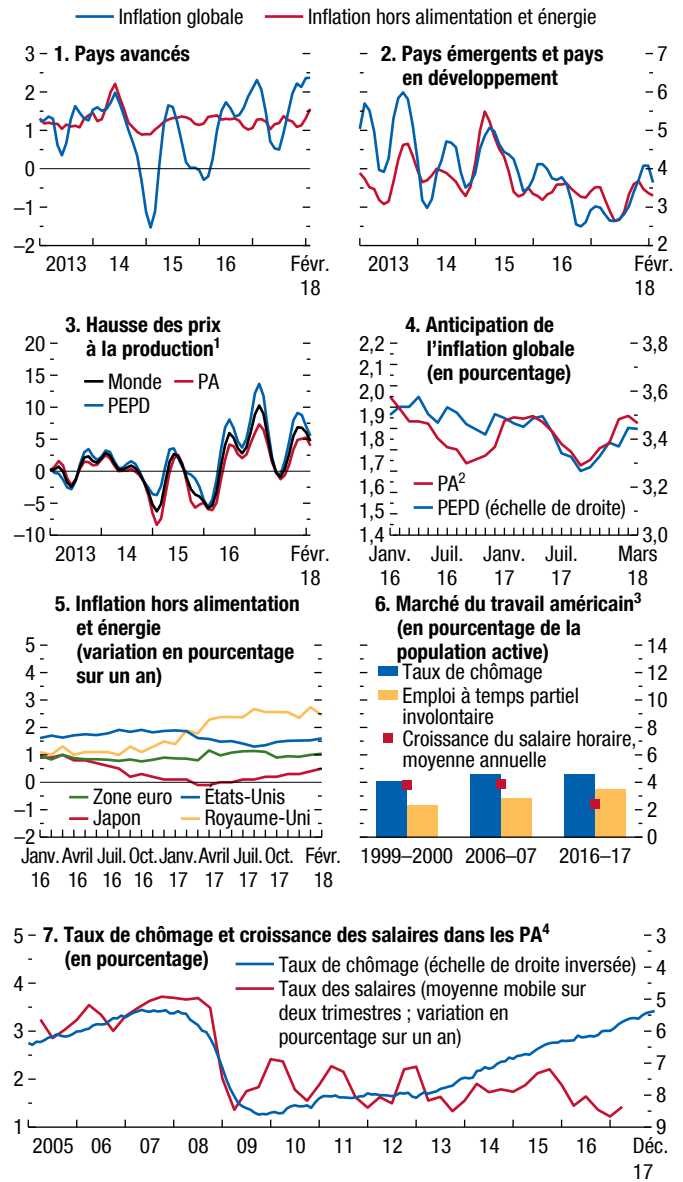 Inflation globale
Inflation hors alimentation et énergie
1. Pays avancés
3
2
1
0
–1
–2
2013 14 15 16 Févr.
18
2. Pays émergents et pays
en développement
7
6
5
4
3
2
2013 14 15 16 Févr.
18
3. Hausse des prix
à la production1
Monde PA
PEPD
20
15
10
5
0
–5
–10
2013 14 15 16 Févr.
18
4. Anticipation de
l’inflation globale
(en pourcentage)
2,2
2,1
2,0
1,9
1,8
1,7
1,6
1,5
1,4
3,8
3,6
3,4
3,2
3,0
PA2
PEPD (échelle de droite)
Janv. Juil. Janv. Juil. Mars
16 16 17 17 18
5. Inflation hors alimentation
et énergie
(variation en pourcentage
sur un an)
5
4
3
2
1
0
–1
–2
Zone euro États-Unis
Japon Royaume-Uni
Janv. Avril Juil. Oct. Janv. Avril Juil. Oct. Févr.
16 16 16 16 17 17 17 17 18
6. Marché du travail américain3
(en pourcentage de la
population active)
Taux de chômage
Emploi à temps partiel
involontaire
Croissance du salaire horaire,
moyenne annuelle
14
12
10
8
6
4
2
0
1999–2000 2006–07 2016–17
7. Taux de chômage et croissance des salaires dans les PA4
(en pourcentage)
Taux de chômage (échelle de droite inversée)
Taux des salaires (moyenne mobile sur
deux trimestres ; variation en
pourcentage sur un an)
5
4
3
2
1
3
4
5
6
7
8
9
2005 06 07 08 09 10 11 12 13 14 15 16 Déc.
17